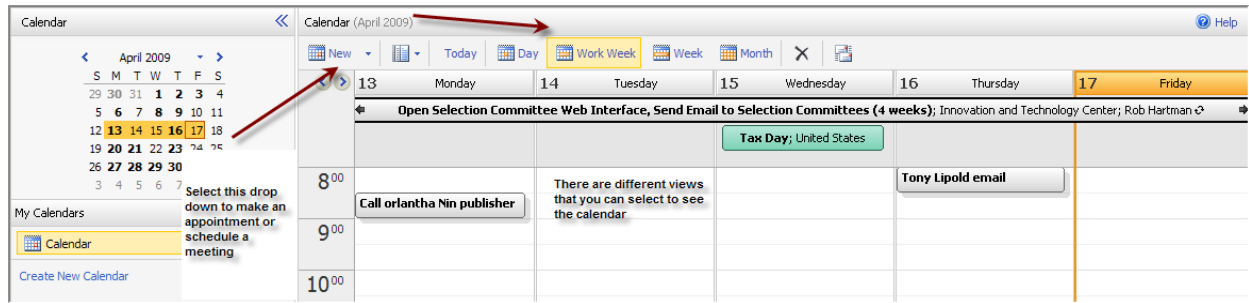 Calendar
Calendar (April 2009)
Help
New
Today
Day
Work Week
Week
Month
April 2009
S M T W T F S
29 30 31 1 2 3 4
5 6 7 8 9 10 11
12 13 14 15 16 17 18
19 20 21 22 23 24 25
26 27 28 29 30
3 4 5 6 7
13 Monday
14 Tuesday
15 Wednesday
16 Thursday
17 Friday
Open Selection Committee Web Interface, Send Email to Selection Committees (4 weeks); Innovation and Technology Center; Rob Hartman
Tax Day; United States
Select this drop
down to make an
appointment or
schedule a
meeting
My Calendars
Calendar
Create New Calendar
8 00
Call orlantha Nin publisher
There are different views
that you can select to see
the calendar
Tony Lipold email
9 00
10 00